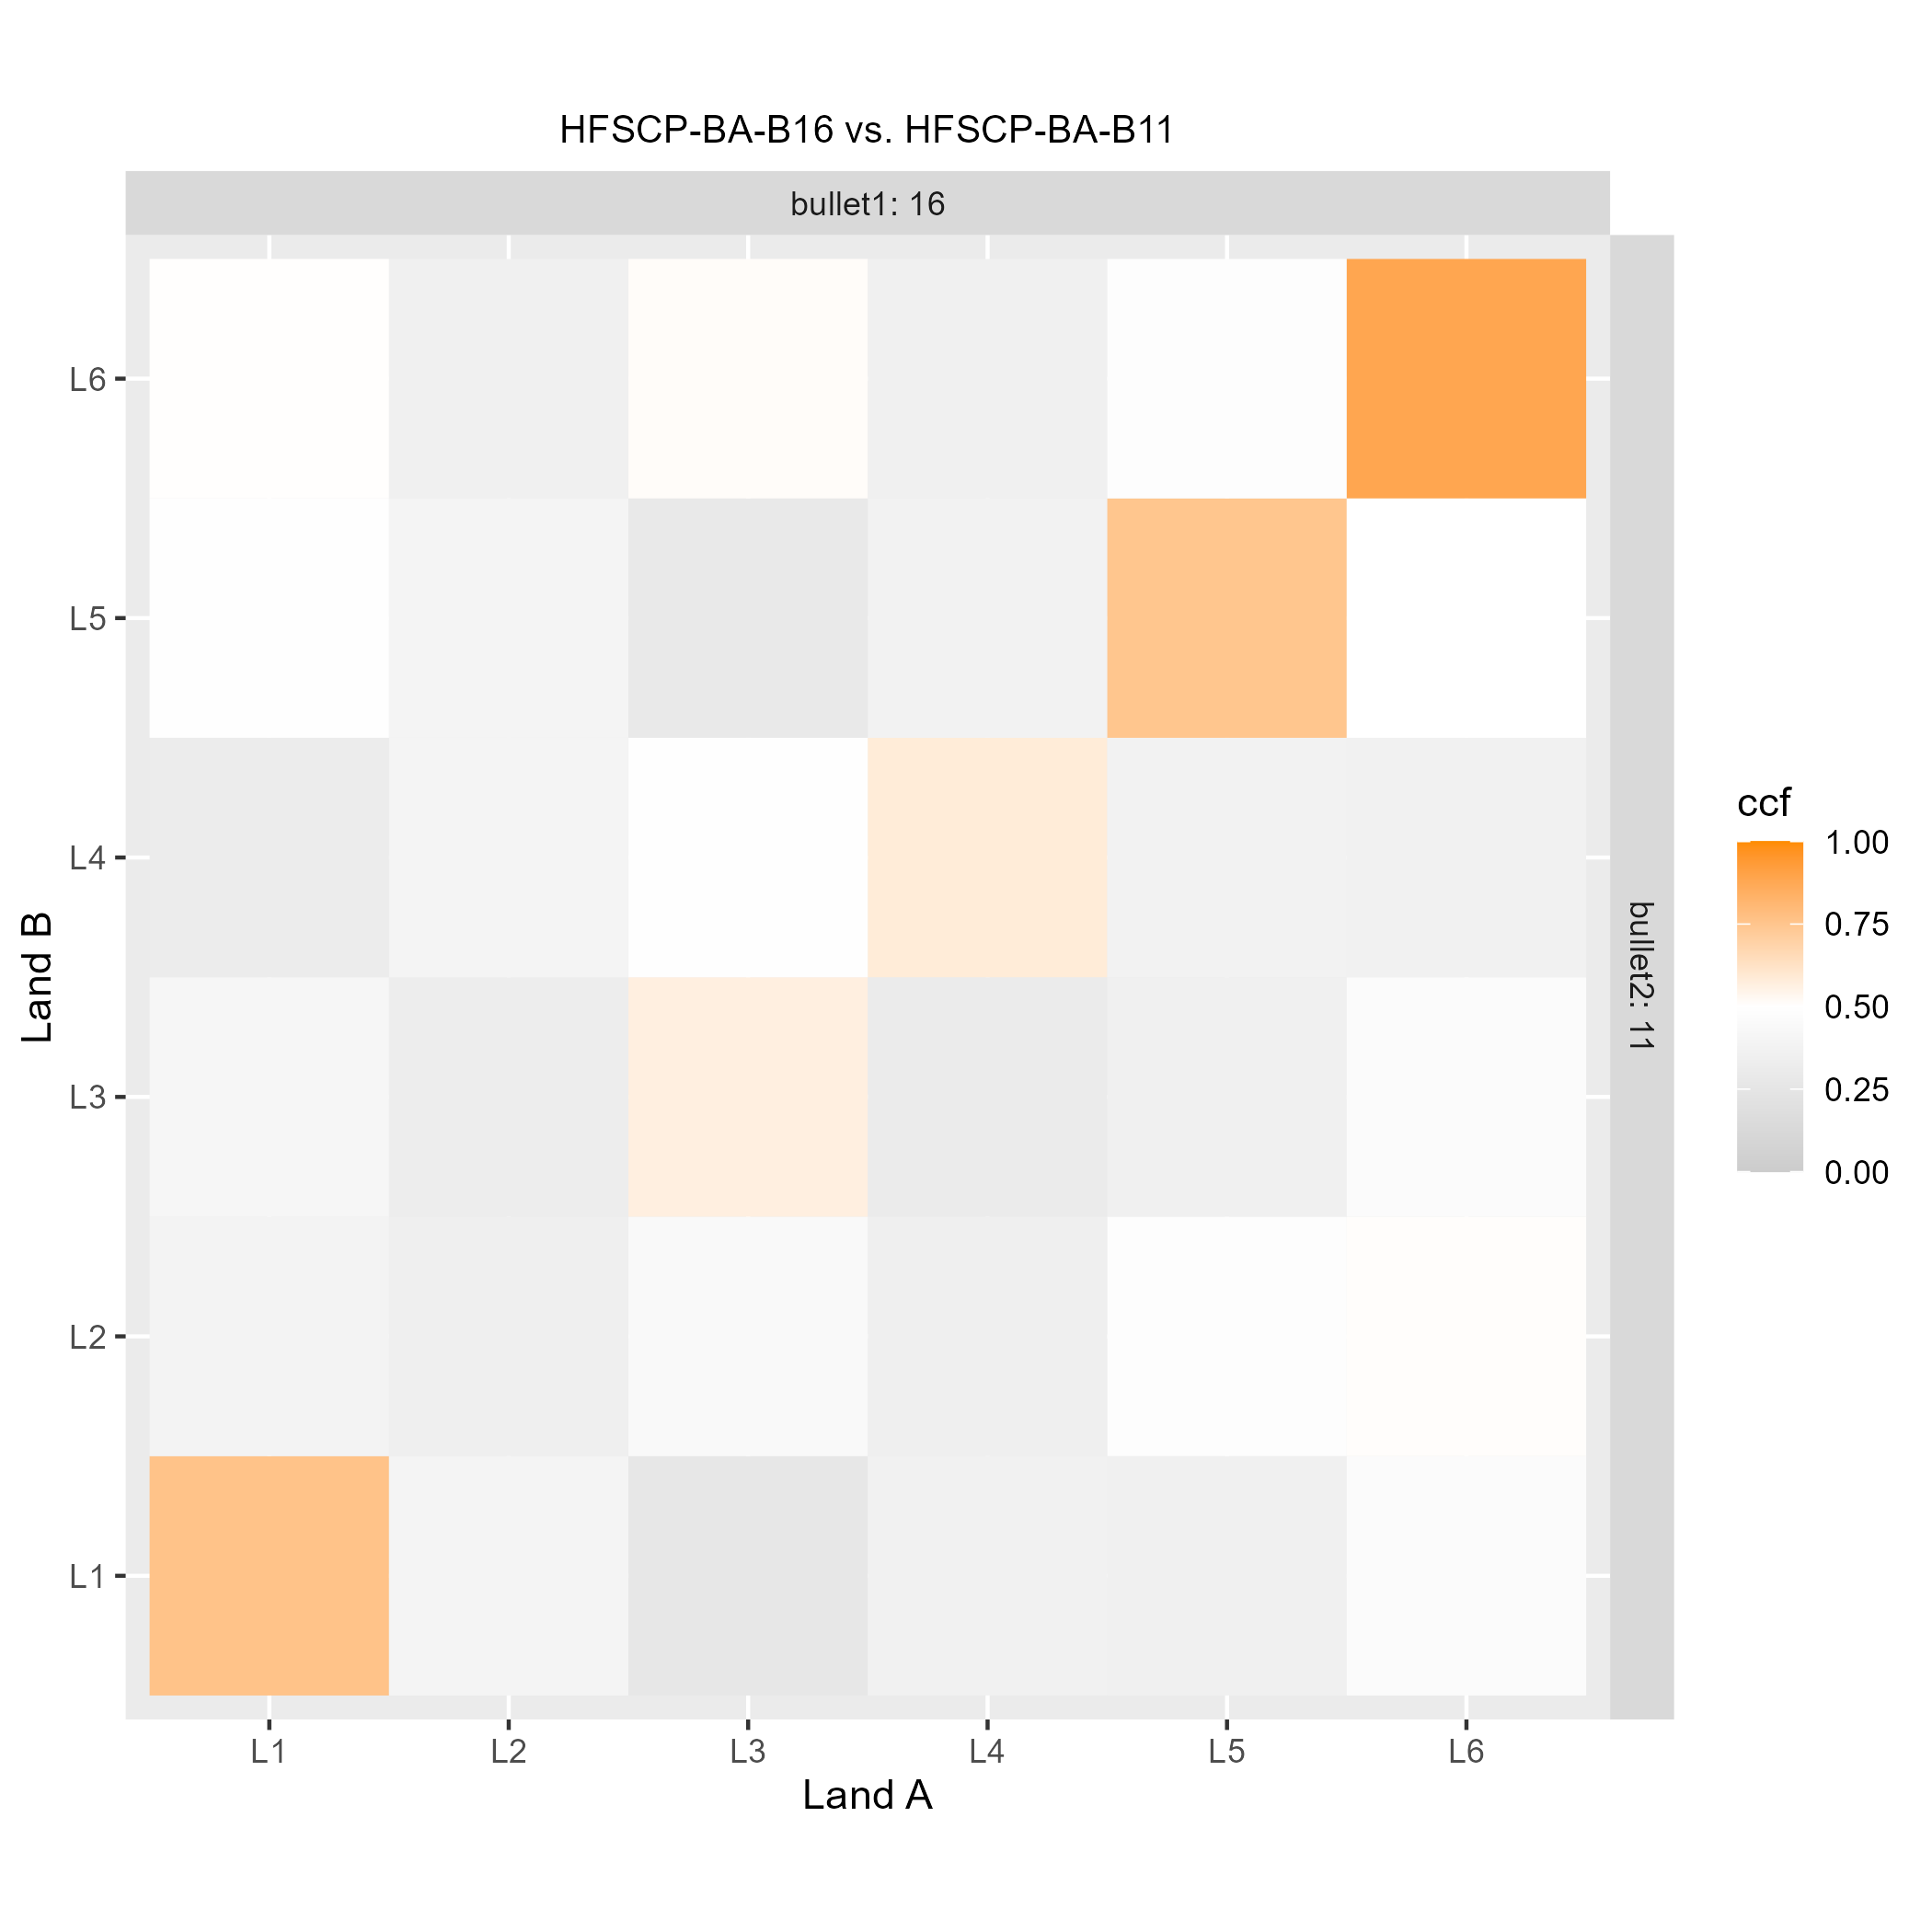 HFSCP-BA-B16 vs. HFSCP-BA-B11
bullet1: 16
L6
L5
L4
L3
L2
L1
Land B
bullet2: 11
L1 L2 L3 L4 L5 L6
Land A
ccf
1.00
0.75
0.50
0.25
0.00